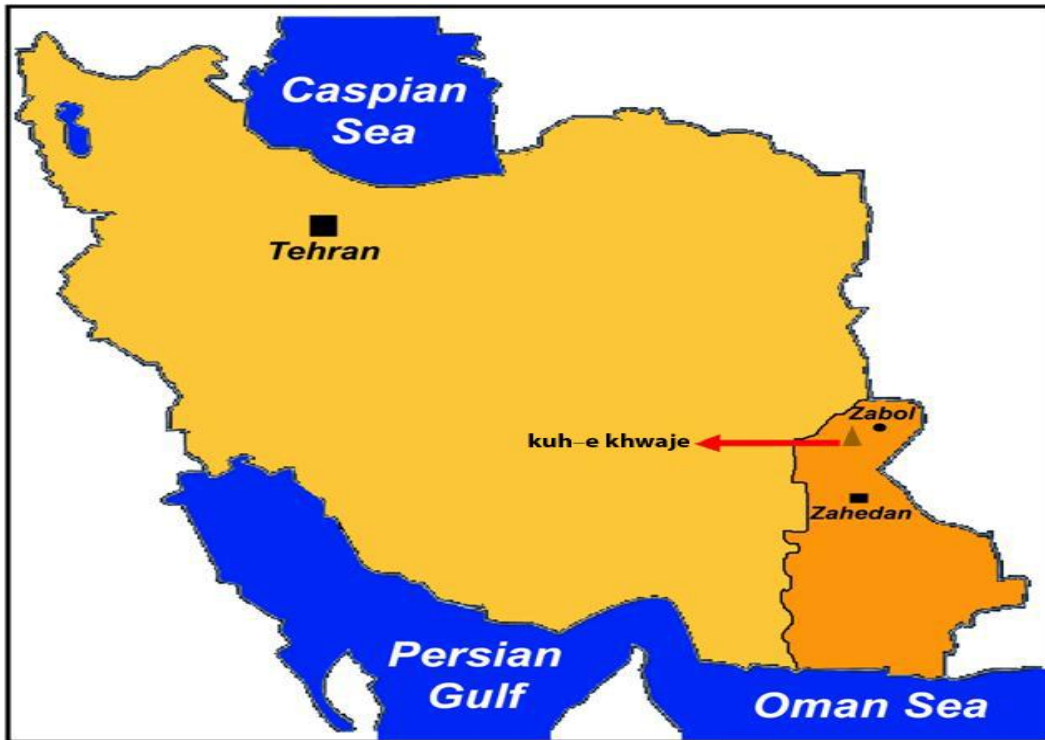 Caspian
Sea
Tehran
Zabol
kuh-e khwaje
Zahedan
Persian
Gulf
Oman Sea